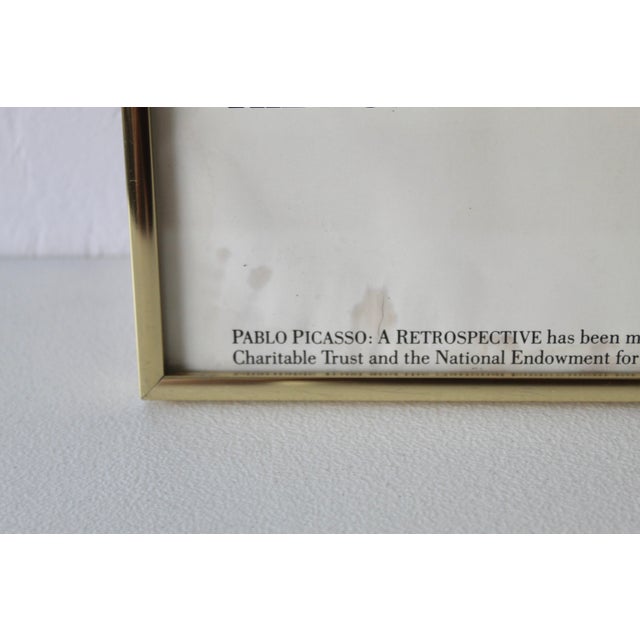 PABLO PICASSO: A RETROSPECTIVE has been m
Charitable Trust and the National Endowment for